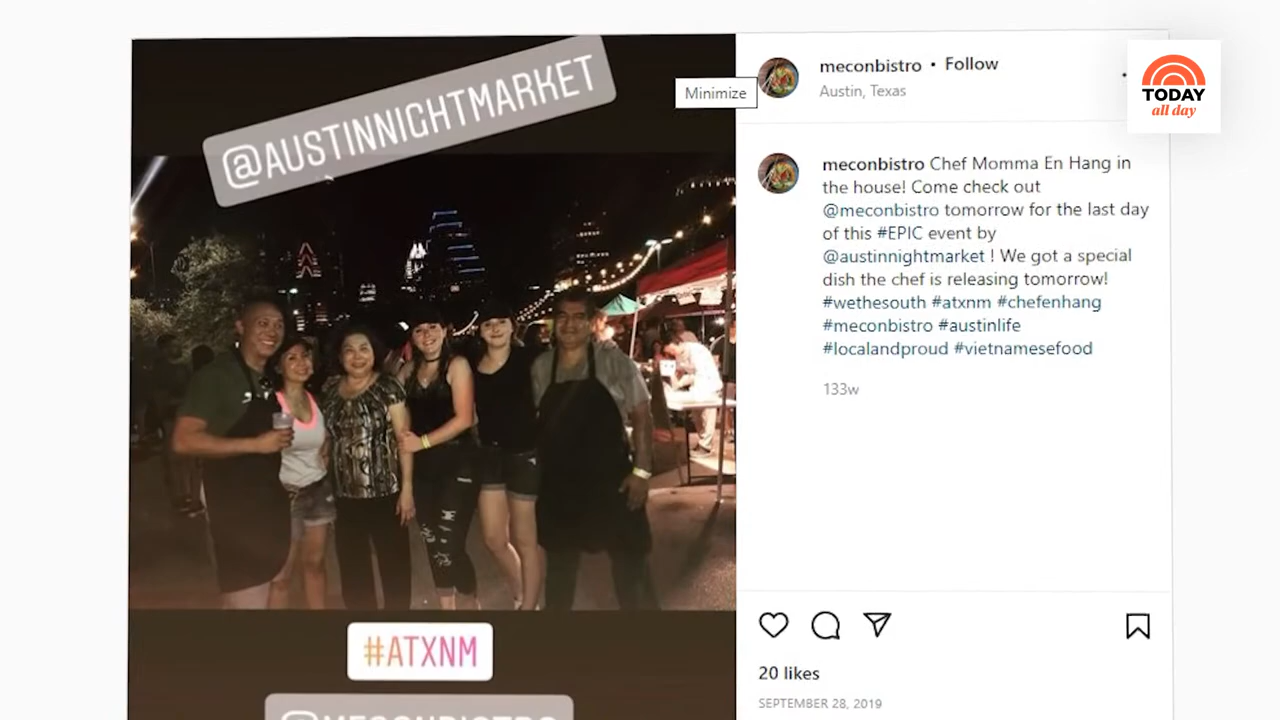 @AUSTINNIGHTMARKET
#ATXNM
@MECONBISTRO
Minimize
meconbistro • Follow
Austin, Texas
TODAY
all day
meconbistro Chef Momma En Hang in
the house! Come check out
@meconbistro tomorrow for the last day
of this #EPIC event by
@austinnightmarket ! We got a special
dish the chef is releasing tomorrow!
#wethesouth #atxnm #chefenhang
#meconbistro #austinlife
#localandproud #vietnamesefood
133w
20 likes
SEPTEMBER 28, 2019